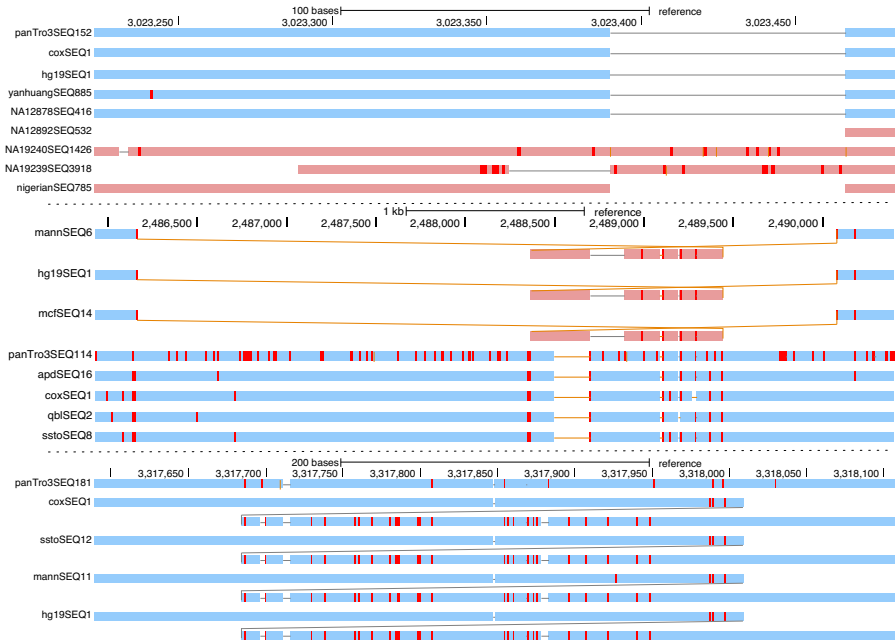 100 bases reference
3,023,250 3,023,300 3,023,350 3,023,400 3,023,450
panTro3SEQ152
coxSEQ1
hg19SEQ1
yanhuangSEQ885
NA12878SEQ416
NA12892SEQ532
NA19240SEQ1426
NA19239SEQ3918
nigerianSEQ785
1 kb reference
2,486,500 2,487,000 2,487,500 2,488,000 2,488,500 2,489,000 2,489,500 2,490,000
mannSEQ6
hg19SEQ1
mcfSEQ14
panTro3SEQ114
apdSEQ16
coxSEQ1
qblSEQ2
sstoSEQ8
200 bases reference
3,317,650 3,317,700 3,317,750 3,317,800 3,317,850 3,317,900 3,317,950 3,318,000 3,318,050 3,318,100
panTro3SEQ181
coxSEQ1
sstoSEQ12
mannSEQ11
hg19SEQ1